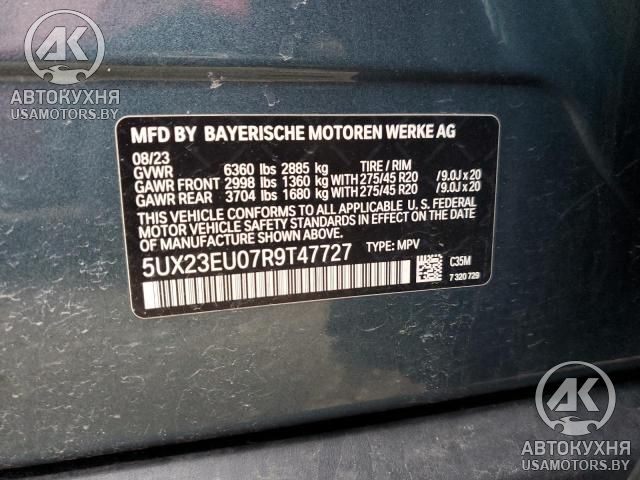 AK
АВТОКУХНЯ
USAMOTORS.BY
MFD BY BAYERISCHE MOTOREN WERKE AG
08/23
GVWR 6360 lbs 2885 kg TIRE / RIM
GAWR FRONT 2998 lbs 1360 kg WITH 275/45 R20 /9.0J x 20
GAWR REAR 3704 lbs 1680 kg WITH 275/45 R20 /9.0J x 20
THIS VEHICLE CONFORMS TO ALL APPLICABLE U. S. FEDERAL
MOTOR VEHICLE SAFETY STANDARDS IN EFFECT ON THE DATE
OF MANUFACTURE SHOWN ABOVE.
5UX23EU07R9T47727 TYPE: MPV
C35M
7 320 729
AK
АВТОКУХНЯ
USAMOTORS.BY